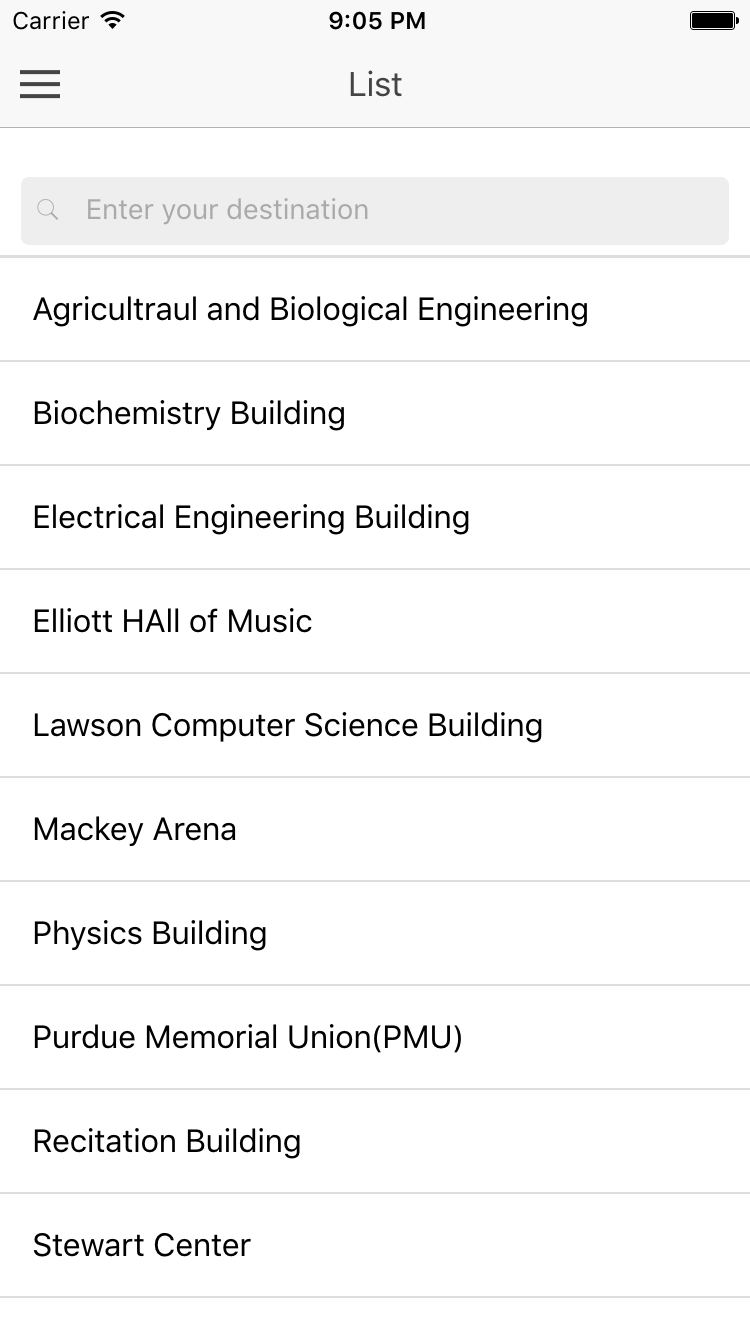 Carrier 9:05 PM
List
Enter your destination
Agricultraul and Biological Engineering
Biochemistry Building
Electrical Engineering Building
Elliott HAll of Music
Lawson Computer Science Building
Mackey Arena
Physics Building
Purdue Memorial Union(PMU)
Recitation Building
Stewart Center